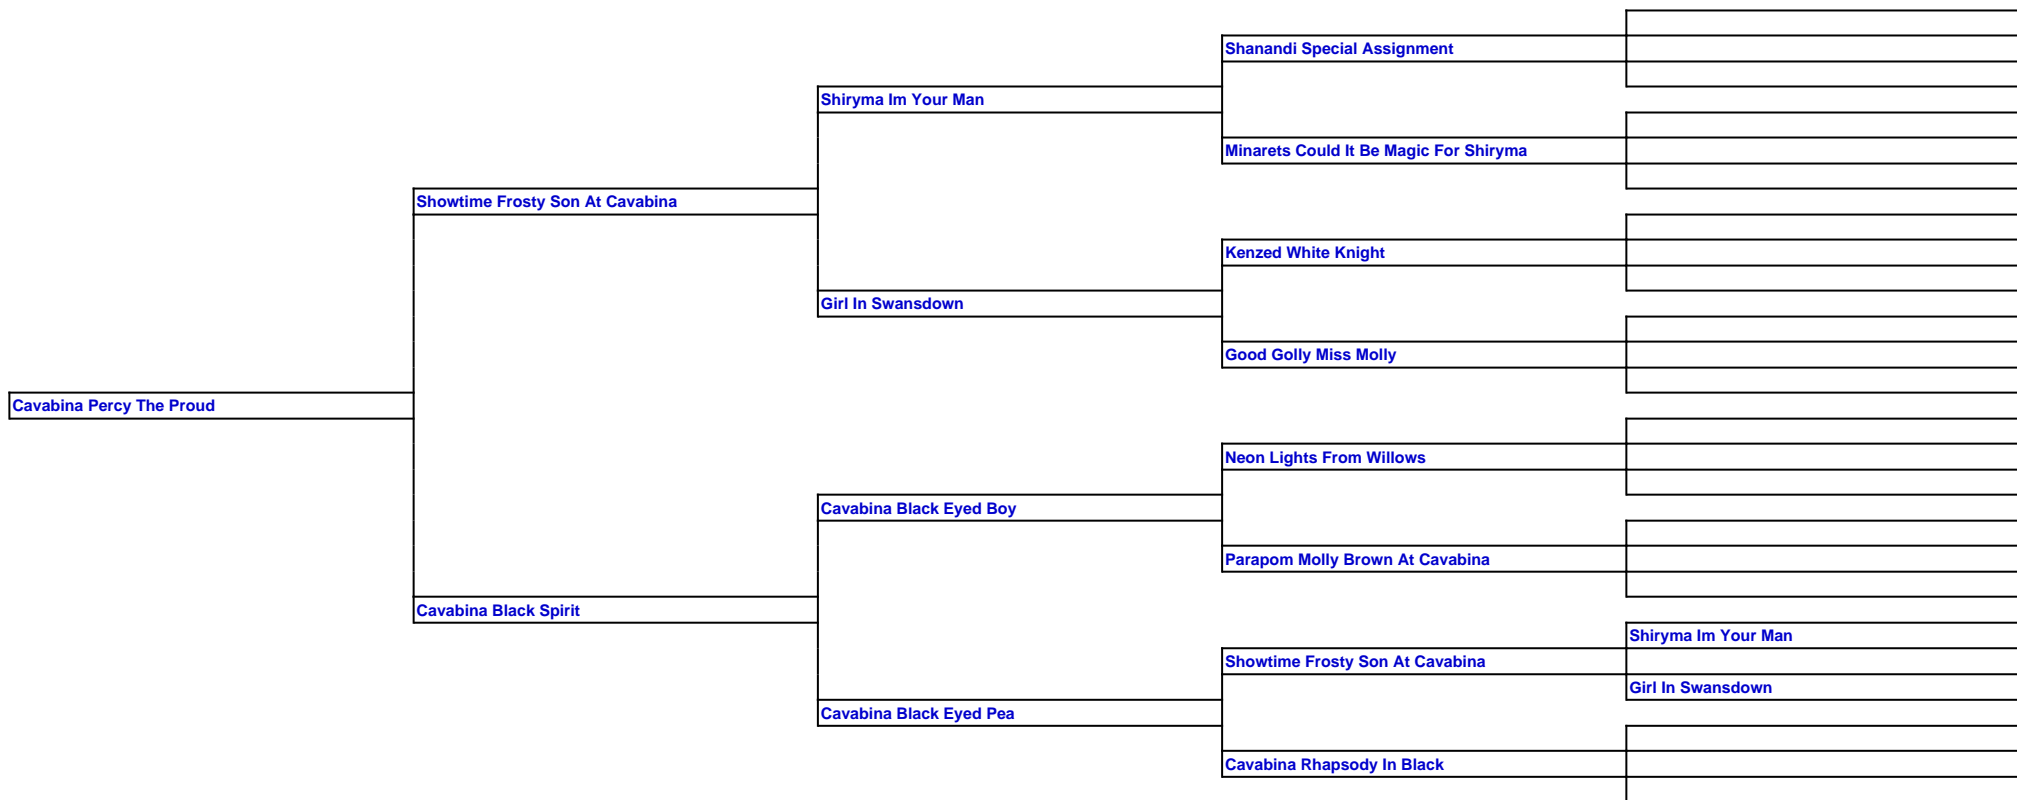 Shanandi Special Assignment
Shiryma Im Your Man
Minarets Could It Be Magic For Shiryma
Showtime Frosty Son At Cavabina
Kenzed White Knight
Girl In Swansdown
Good Golly Miss Molly
Cavabina Percy The Proud
Neon Lights From Willows
Cavabina Black Eyed Boy
Parapom Molly Brown At Cavabina
Cavabina Black Spirit
Shiryma Im Your Man
Showtime Frosty Son At Cavabina
Girl In Swansdown
Cavabina Black Eyed Pea
Cavabina Rhapsody In Black